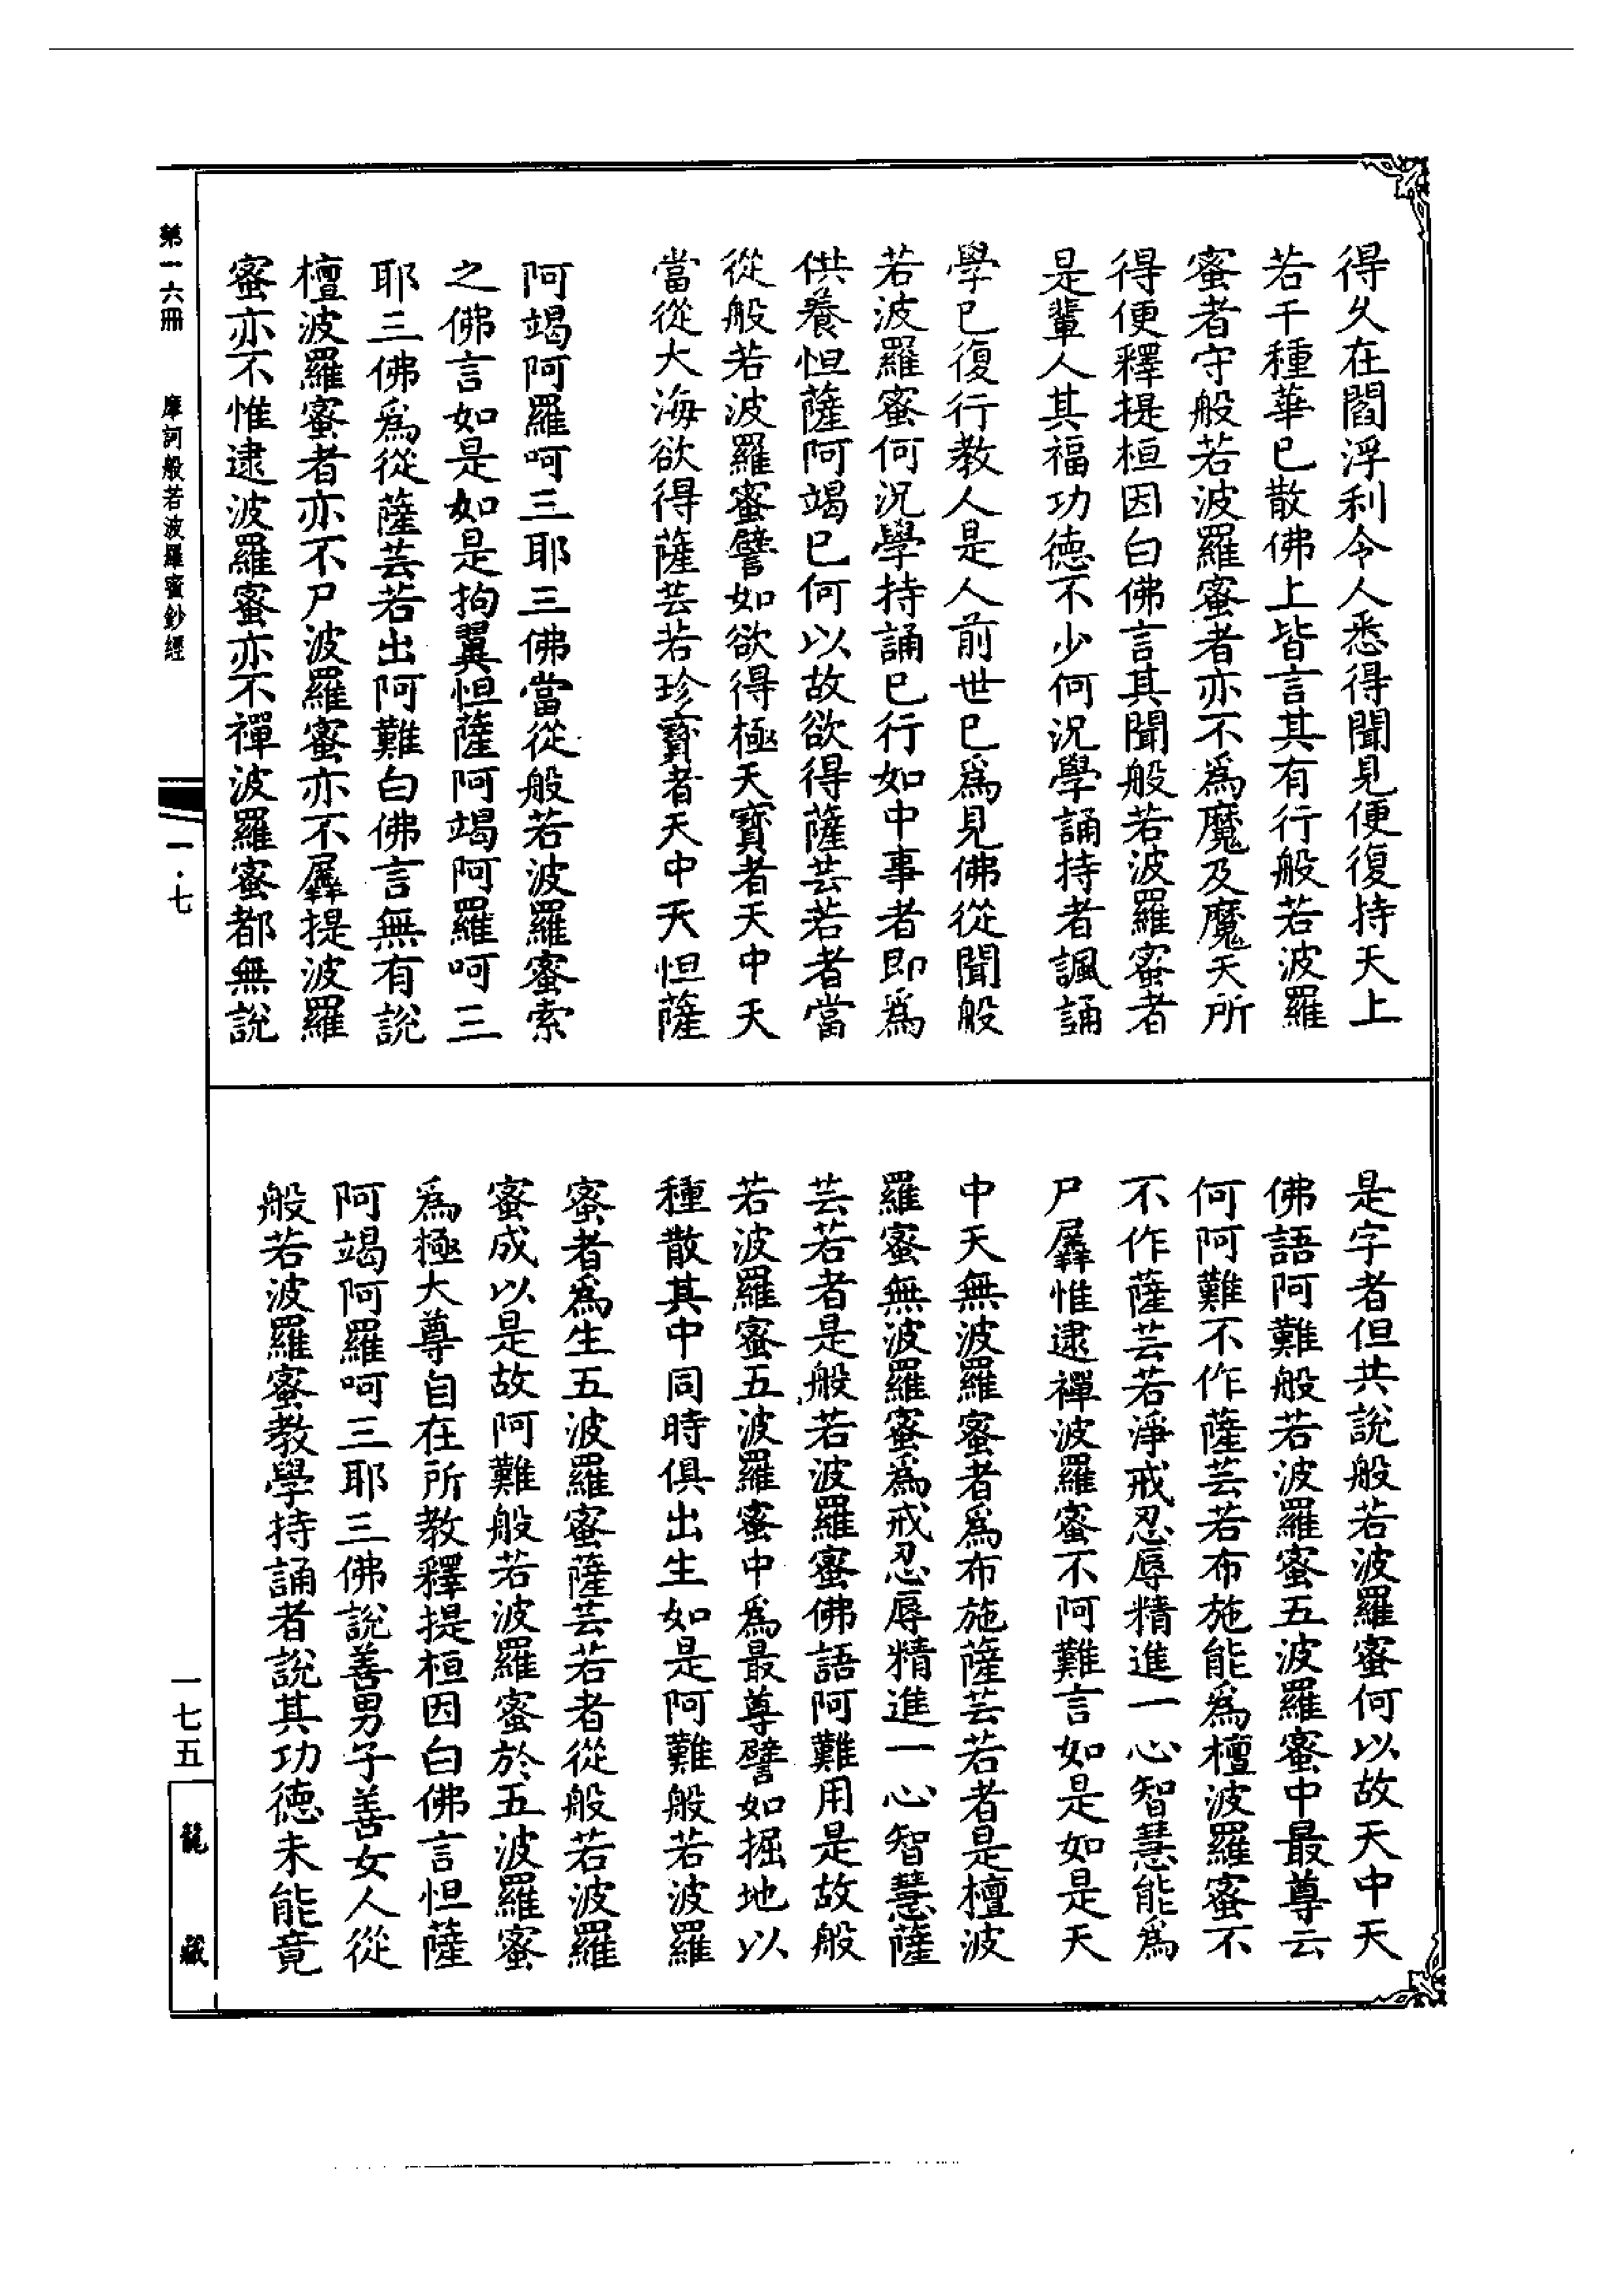 得久在閻浮利令人悉得聞見便復持天上
若千種華已散佛上皆言其有行般若波羅
蜜者守般若波羅蜜者亦不為魔及魔天所
得便釋提桓因白佛言其聞般若波羅蜜者
是輩人其福功德不少何況學誦持者諷誦
學已復行教人是人前世已為見佛從聞般
若波羅蜜何況學持誦已行如中事者即為
供養怛薩阿竭已何以故欲得薩芸若者當
從般若波羅蜜譬如欲得極天寶者天中天
當從大海欲得薩芸若珍寶者天中天怛薩
阿竭阿羅呵三耶三佛當從般若波羅蜜索
之佛言如是如是拘翼怛薩阿竭阿羅呵三
耶三佛為從薩芸若出阿難白佛言無有說
檀波羅蜜者亦不尸波羅蜜亦不羼提波羅
蜜亦不惟逮波羅蜜亦不禪波羅蜜都無說
是字者但共說般若波羅蜜何以故天中天
佛語阿難般若波羅蜜五波羅蜜中最尊云
何阿難不作薩芸若布施能為檀波羅蜜不
不作薩芸若淨戒忍辱精進一心智慧能為
尸羼惟逮禪波羅蜜不阿難言如是如是天
中天無波羅蜜者為布施薩芸若者是檀波
羅蜜無波羅蜜為戒忍辱精進一心智慧薩
芸若者是般若波羅蜜佛語阿難用是故般
若波羅蜜五波羅蜜中為最尊譬如掘地以
種散其中同時俱出生如是阿難般若波羅
蜜者為生五波羅蜜薩芸若者從般若波羅
蜜成以是故阿難般若波羅蜜於五波羅蜜
為極大尊自在所教釋提桓因白佛言怛薩
阿竭阿羅呵三耶三佛說善男子善女人從
般若波羅蜜教學持誦者說其功德未能竟
第一六冊 摩訶般若波羅蜜鈔經
一·七
一七五
龍藏